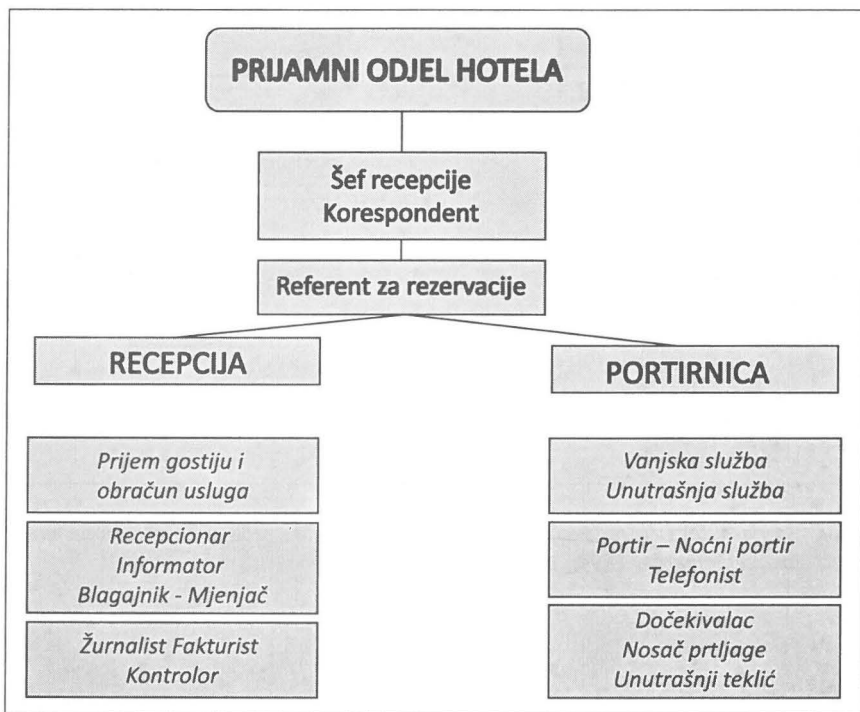 PRIJAMNI ODJEL HOTELA
Šef recepcije
Korespondent
Referent za rezervacije
RECEPCIJA
Prijem gostiju i
obračun usluga
Recepcionar
Informator
Blagajnik - Mjenjač
Žurnalist Fakturist
Kontrolor
PORTIRNICA
Vanjska služba
Unutrašnja služba
Portir – Noćni portir
Telefonist
Dočekivalac
Nosač prtljage
Unutrašnji teklić